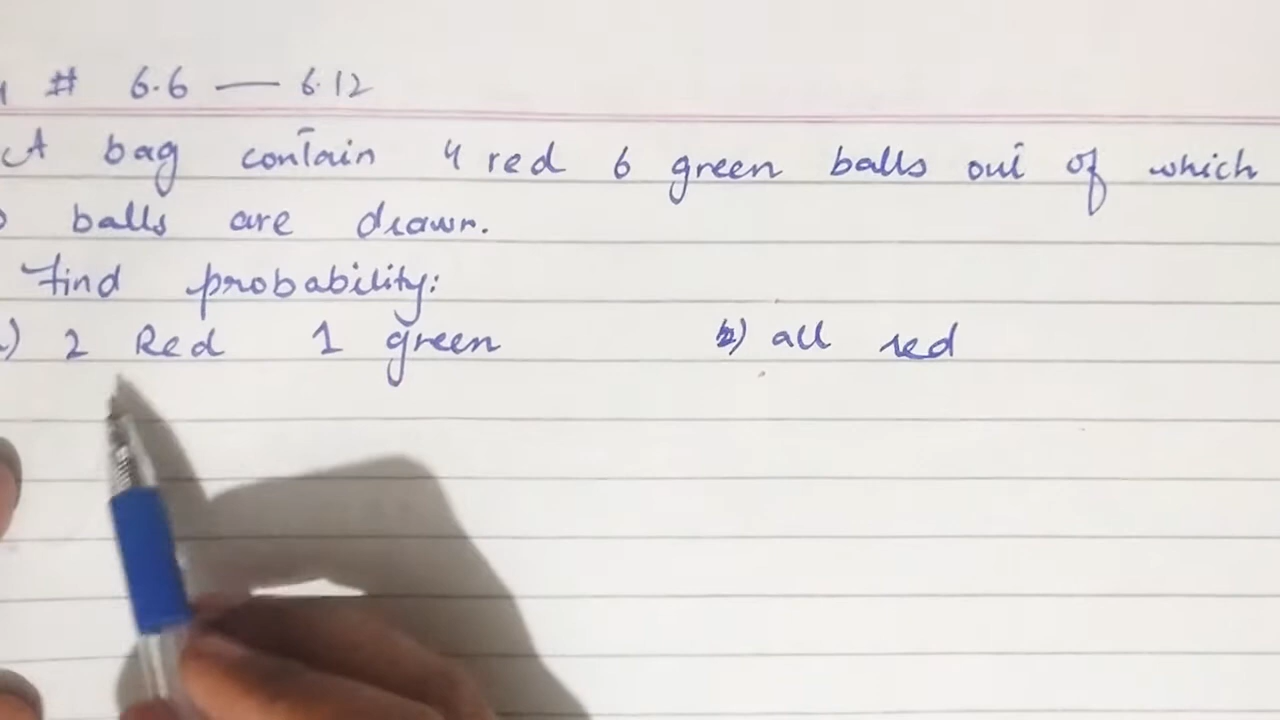 # 6.6 — 6.12
A bag contain 4 red 6 green balls out of which
balls are drawn.
find probability:
) 2 Red 1 green 2) all red